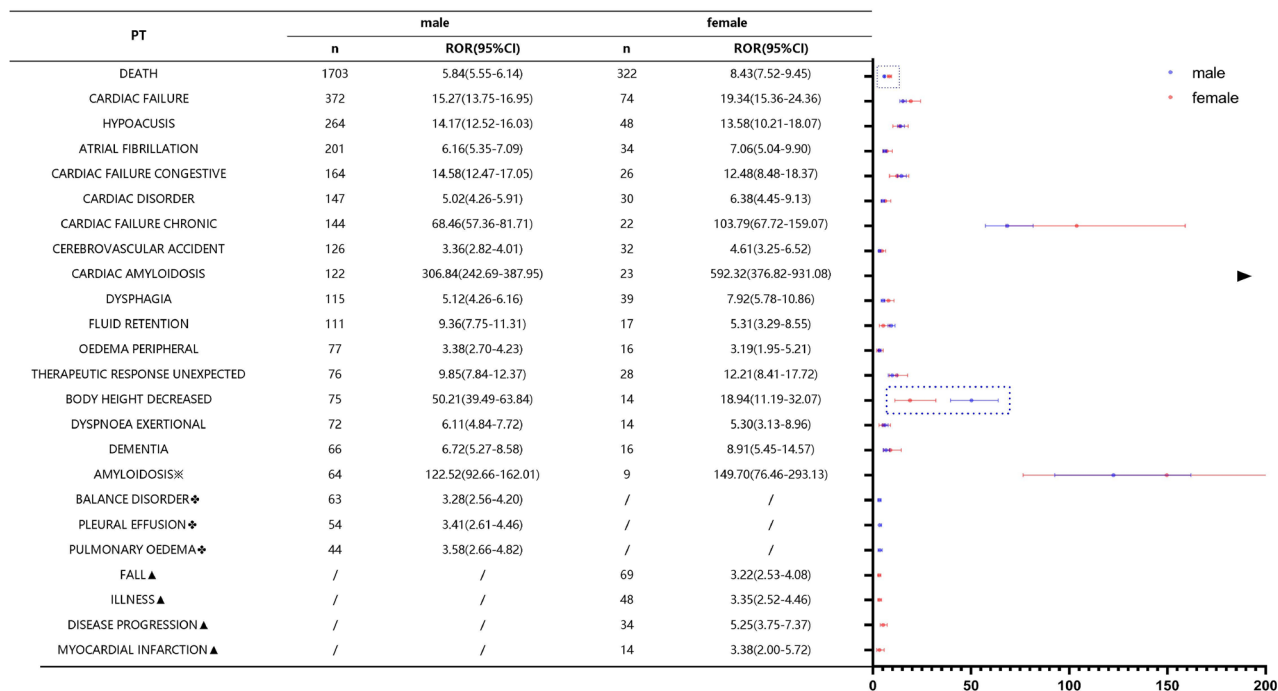 PT male female
n ROR(95%CI) n ROR(95%CI)
DEATH 1703 5.84(5.55-6.14) 322 8.43(7.52-9.45)
CARDIAC FAILURE 372 15.27(13.75-16.95) 74 19.34(15.36-24.36)
HYPOACUSIS 264 14.17(12.52-16.03) 48 13.58(10.21-18.07)
ATRIAL FIBRILLATION 201 6.16(5.35-7.09) 34 7.06(5.04-9.90)
CARDIAC FAILURE CONGESTIVE 164 14.58(12.47-17.05) 26 12.48(8.48-18.37)
CARDIAC DISORDER 147 5.02(4.26-5.91) 30 6.38(4.45-9.13)
CARDIAC FAILURE CHRONIC 144 68.46(57.36-81.71) 22 103.79(67.72-159.07)
CEREBROVASCULAR ACCIDENT 126 3.36(2.82-4.01) 32 4.61(3.25-6.52)
CARDIAC AMYLOIDOSIS 122 306.84(242.69-387.95) 23 592.32(376.82-931.08)
DYSPHAGIA 115 5.12(4.26-6.16) 39 7.92(5.78-10.86)
FLUID RETENTION 111 9.36(7.75-11.31) 17 5.31(3.29-8.55)
OEDEMA PERIPHERAL 77 3.38(2.70-4.23) 16 3.19(1.95-5.21)
THERAPEUTIC RESPONSE UNEXPECTED 76 9.85(7.84-12.37) 28 12.21(8.41-17.72)
BODY HEIGHT DECREASED 75 50.21(39.49-63.84) 14 18.94(11.19-32.07)
DYSPNOEA EXERTIONAL 72 6.11(4.84-7.72) 14 5.30(3.13-8.96)
DEMENTIA 66 6.72(5.27-8.58) 16 8.91(5.45-14.57)
AMYLOIDOSIS※ 64 122.52(92.66-162.01) 9 149.70(76.46-293.13)
BALANCE DISORDER✤ 63 3.28(2.56-4.20) / /
PLEURAL EFFUSION✤ 54 3.41(2.61-4.46) / /
PULMONARY OEDEMA✤ 44 3.58(2.66-4.82) / /
FALL▲ / / 69 3.22(2.53-4.08)
ILLNESS▲ / / 48 3.35(2.52-4.46)
DISEASE PROGRESSION▲ / / 34 5.25(3.75-7.37)
MYOCARDIAL INFARCTION▲ / / 14 3.38(2.00-5.72)
male
female
0 50 100 150 200